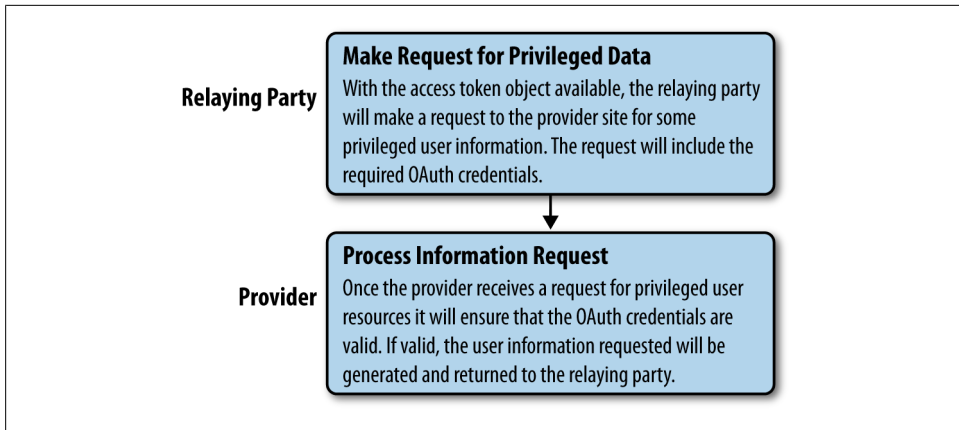 Make Request for Privileged Data
Relaying Party
With the access token object available, the relaying party
will make a request to the provider site for some
privileged user information. The request will include the
required OAuth credentials.
Process Information Request
Provider
Once the provider receives a request for privileged user
resources it will ensure that the OAuth credentials are
valid. If valid, the user information requested will be
generated and returned to the relaying party.